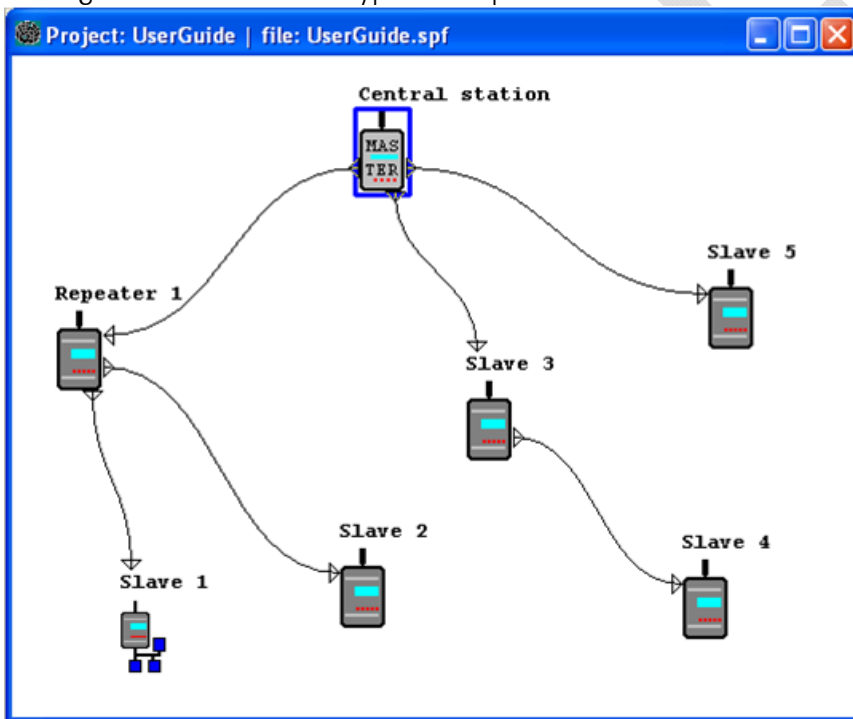 Project: UserGuide | file: UserGuide.spf
Central station
MAS
TER
Slave 5
Repeater 1
Slave 3
Slave 2
Slave 4
Slave 1